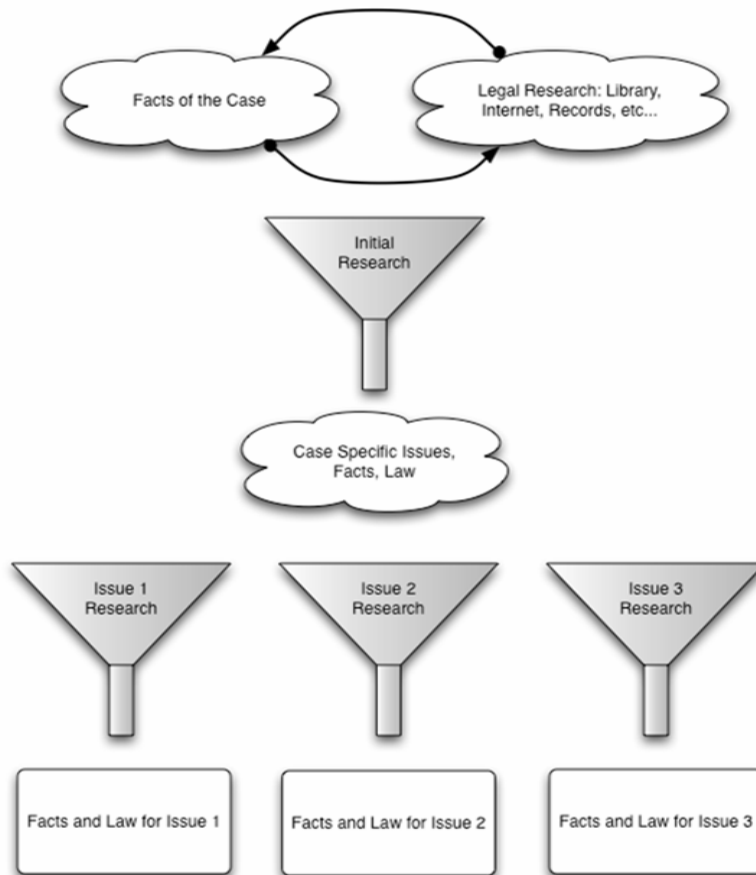 Facts of the Case
Legal Research: Library,
Internet, Records, etc...
Initial
Research
Case Specific Issues,
Facts, Law
Issue 1
Research
Issue 2
Research
Issue 3
Research
Facts and Law for Issue 1
Facts and Law for Issue 2
Facts and Law for Issue 3